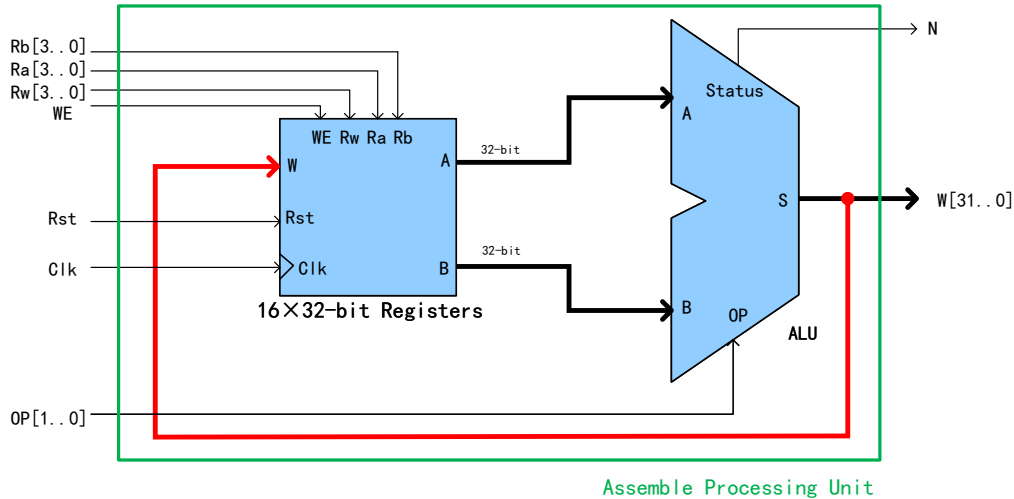 Rb[3..0]
Ra[3..0]
Rw[3..0]
WE
N
Status
WE Rw Ra Rb
A
32-bit
A
W
Rst
Rst
S
W[31..0]
Clk
Clk
B
32-bit
B
16×32-bit Registers
OP
ALU
OP[1..0]
Assemble Processing Unit